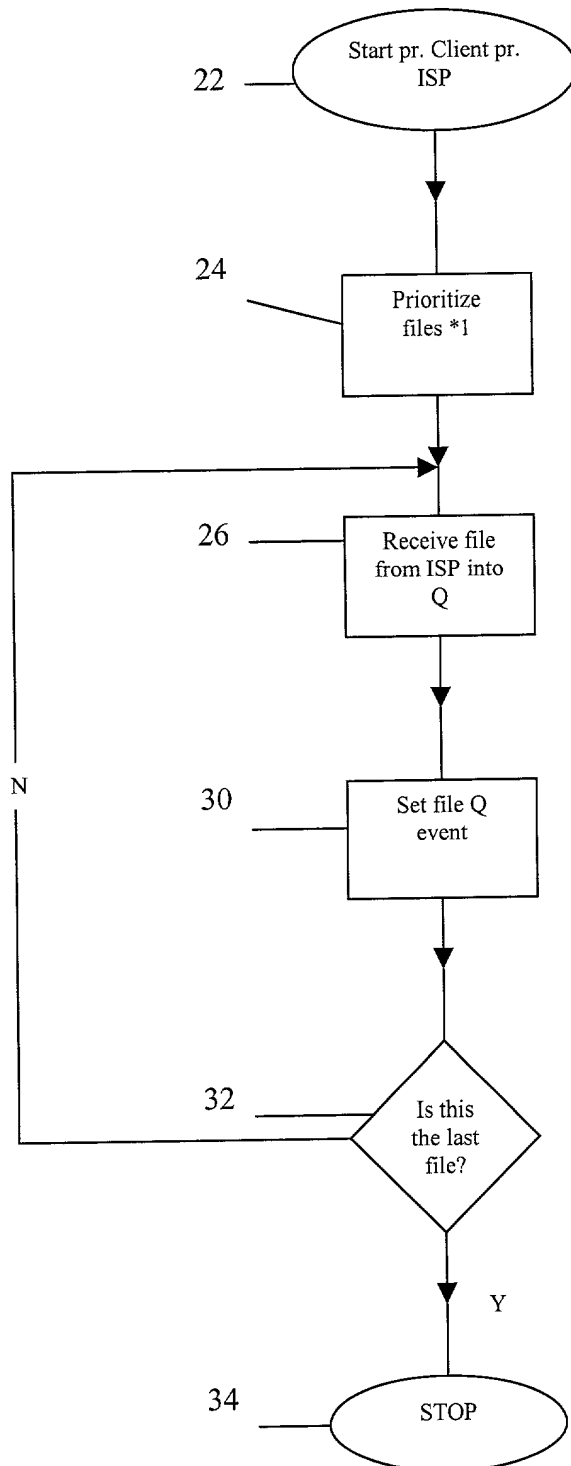 22
Start pr. Client pr.
ISP
24
Prioritize
files *1
26
Receive file
from ISP into
Q
N
30
Set file Q
event
32
Is this
the last
file?
Y
34
STOP